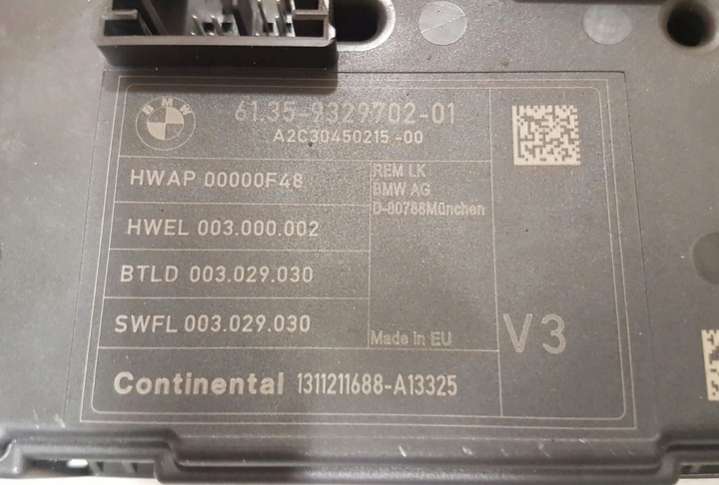 BMW
61.35-9329702-01
A2C30450215-00
HWAP 00000F48
REM LK
BMW AG
D-80788München
HWEL 003.000.002
BTLD 003.029.030
SWFL 003.029.030
Made in EU
V3
Continental 1311211688-A13325